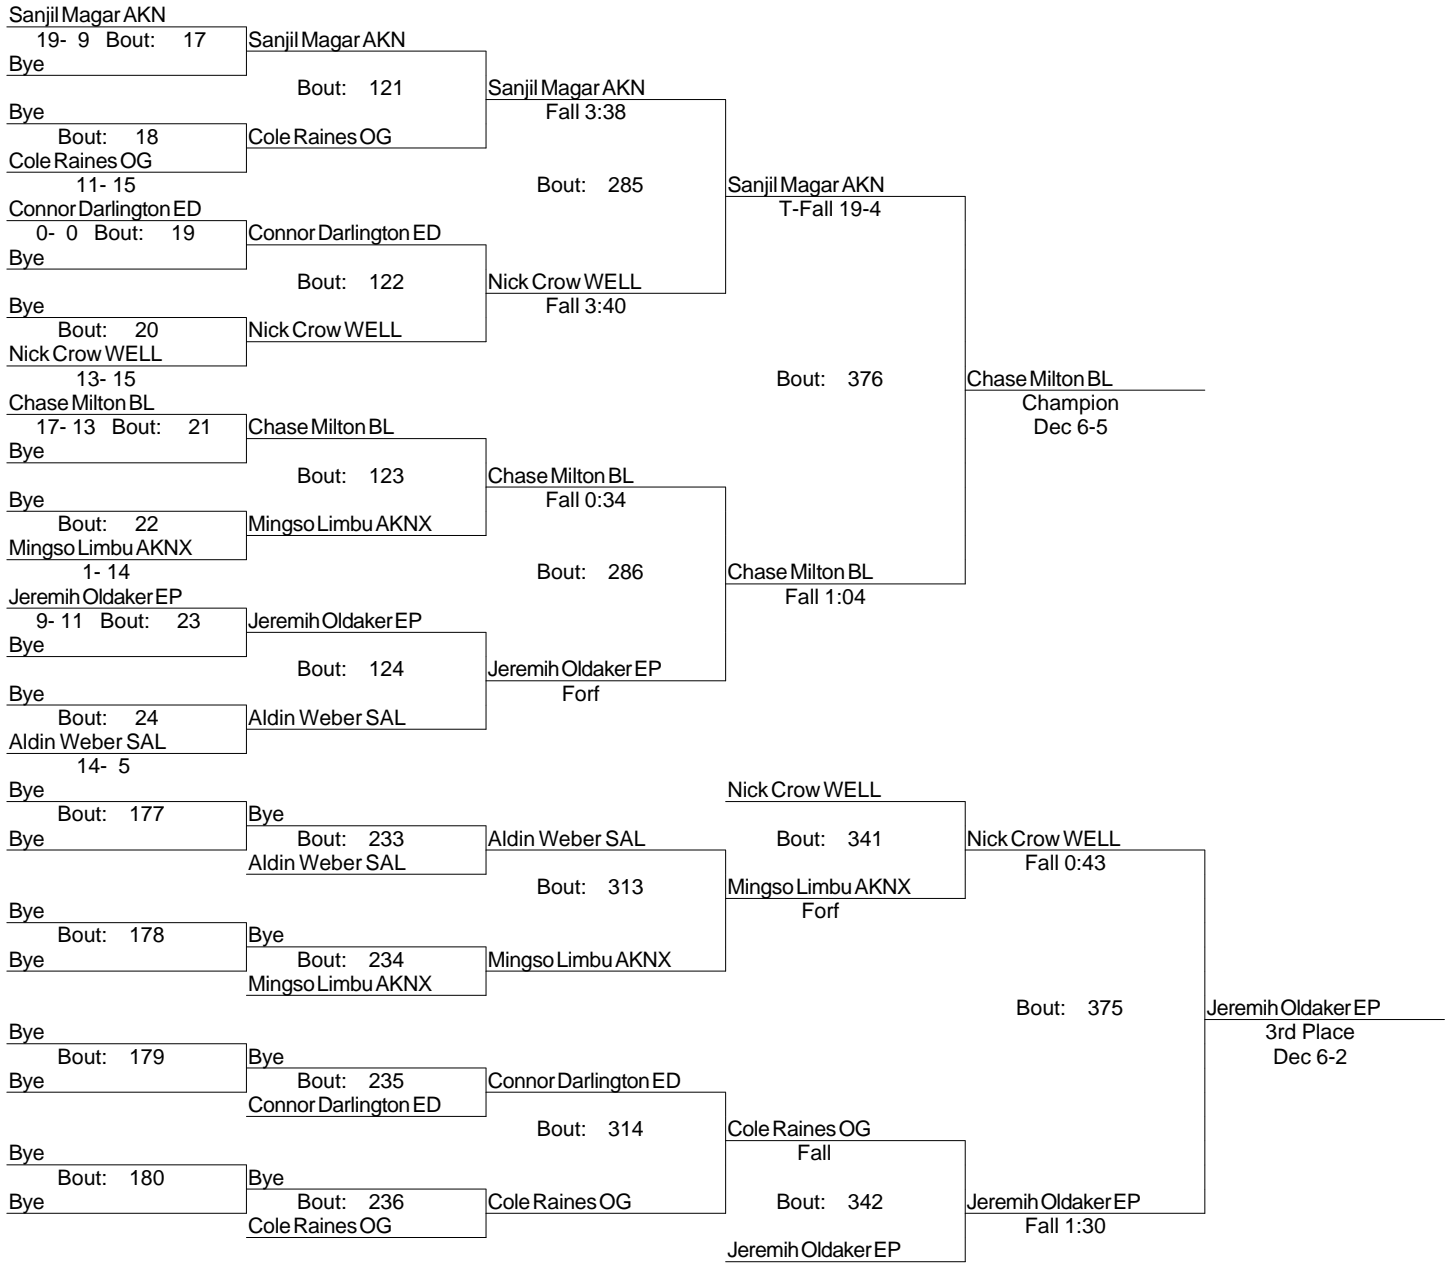 Sanjil Magar AKN
19- 9 Bout: 17
Sanjil Magar AKN
Bye
Bout: 121
Sanjil Magar AKN
Bye
Fall 3:38
Bout: 18
Cole Raines OG
Cole Raines OG
11- 15
Bout: 285
Sanjil Magar AKN
Connor Darlington ED
T-Fall 19-4
0- 0 Bout: 19
Connor Darlington ED
Bye
Bout: 122
Nick Crow WELL
Bye
Fall 3:40
Bout: 20
Nick Crow WELL
Nick Crow WELL
13- 15
Bout: 376
Chase Milton BL
Chase Milton BL
Champion
17- 13 Bout: 21
Chase Milton BL
Dec 6-5
Bye
Bout: 123
Chase Milton BL
Bye
Fall 0:34
Bout: 22
Mingso Limbu AKNX
Mingso Limbu AKNX
1- 14
Bout: 286
Chase Milton BL
Jeremih Oldaker EP
Fall 1:04
9- 11 Bout: 23
Jeremih Oldaker EP
Bye
Bout: 124
Jeremih Oldaker EP
Bye
Forf
Bout: 24
Aldin Weber SAL
Aldin Weber SAL
14- 5
Bye
Nick Crow WELL
Bout: 177
Bye
Bye
Bout: 233
Aldin Weber SAL
Bout: 341
Nick Crow WELL
Aldin Weber SAL
Fall 0:43
Bout: 313
Mingso Limbu AKNX
Bye
Forf
Bout: 178
Bye
Bye
Bout: 234
Mingso Limbu AKNX
Mingso Limbu AKNX
Bout: 375
Jeremih Oldaker EP
Bye
3rd Place
Bout: 179
Bye
Dec 6-2
Bye
Bout: 235
Connor Darlington ED
Connor Darlington ED
Bout: 314
Cole Raines OG
Bye
Fall
Bout: 180
Bye
Bye
Bout: 236
Cole Raines OG
Bout: 342
Jeremih Oldaker EP
Cole Raines OG
Fall 1:30
Jeremih Oldaker EP